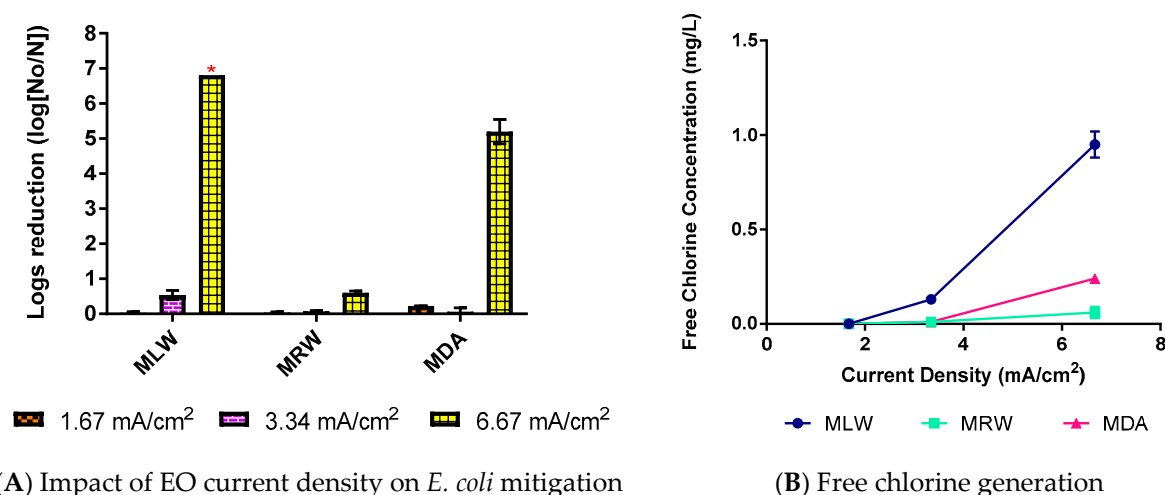 Logs reduction (log[No/N])
8
7
6
5
4
3
2
1
0
*
MLW
MRW
MDA
1.67 mA/cm²
3.34 mA/cm²
6.67 mA/cm²
(A) Impact of EO current density on E. coli mitigation
Free Chlorine Concentration (mg/L)
1.5
1.0
0.5
0.0
0 2 4 6 8
Current Density (mA/cm²)
MLW MRW MDA
(B) Free chlorine generation